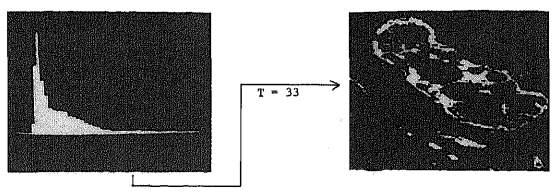 T = 33